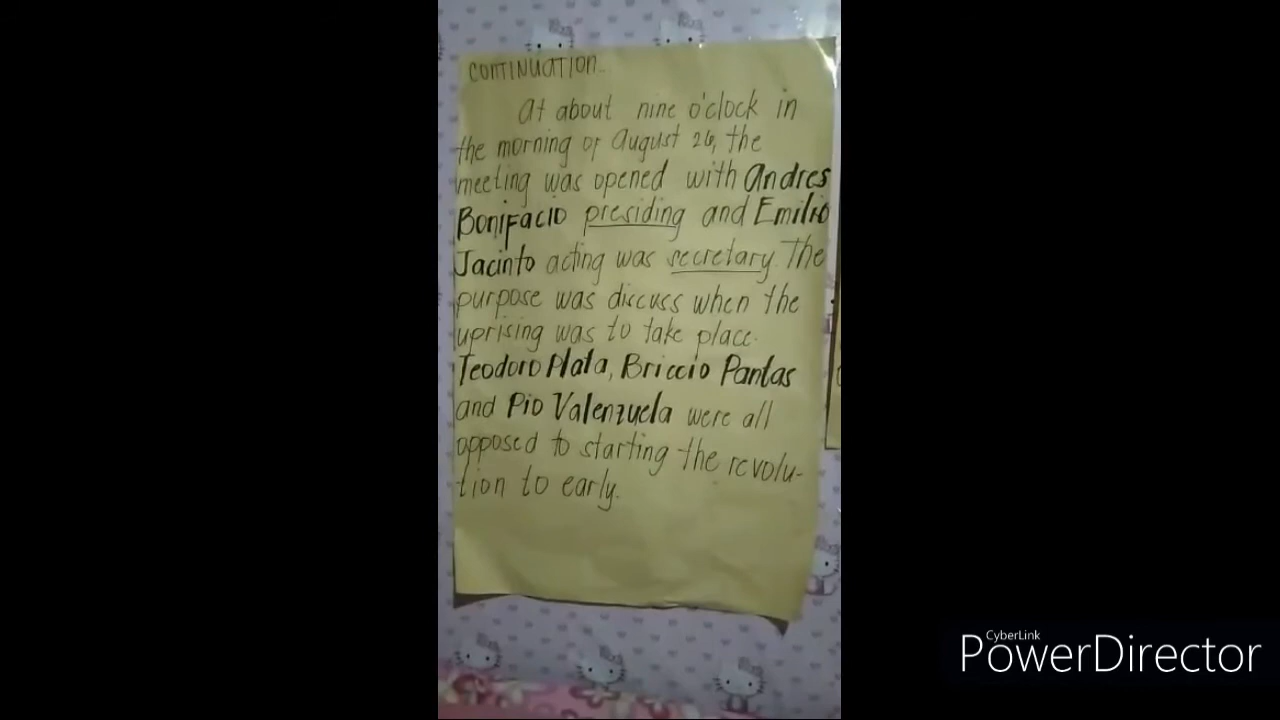 CONTINUATION..
At about nine o'clock in
the morning of August 26, the
meeting was opened with Andres
Bonifacio presiding and Emilio
Jacinto acting was secretary. The
purpose was discuss when the
uprising was to take place.
Teodoro Plata, Briccio Pantas
and Pio Valenzuela were all
opposed to starting the revolu-
tion to early.
CyberLink
PowerDirector